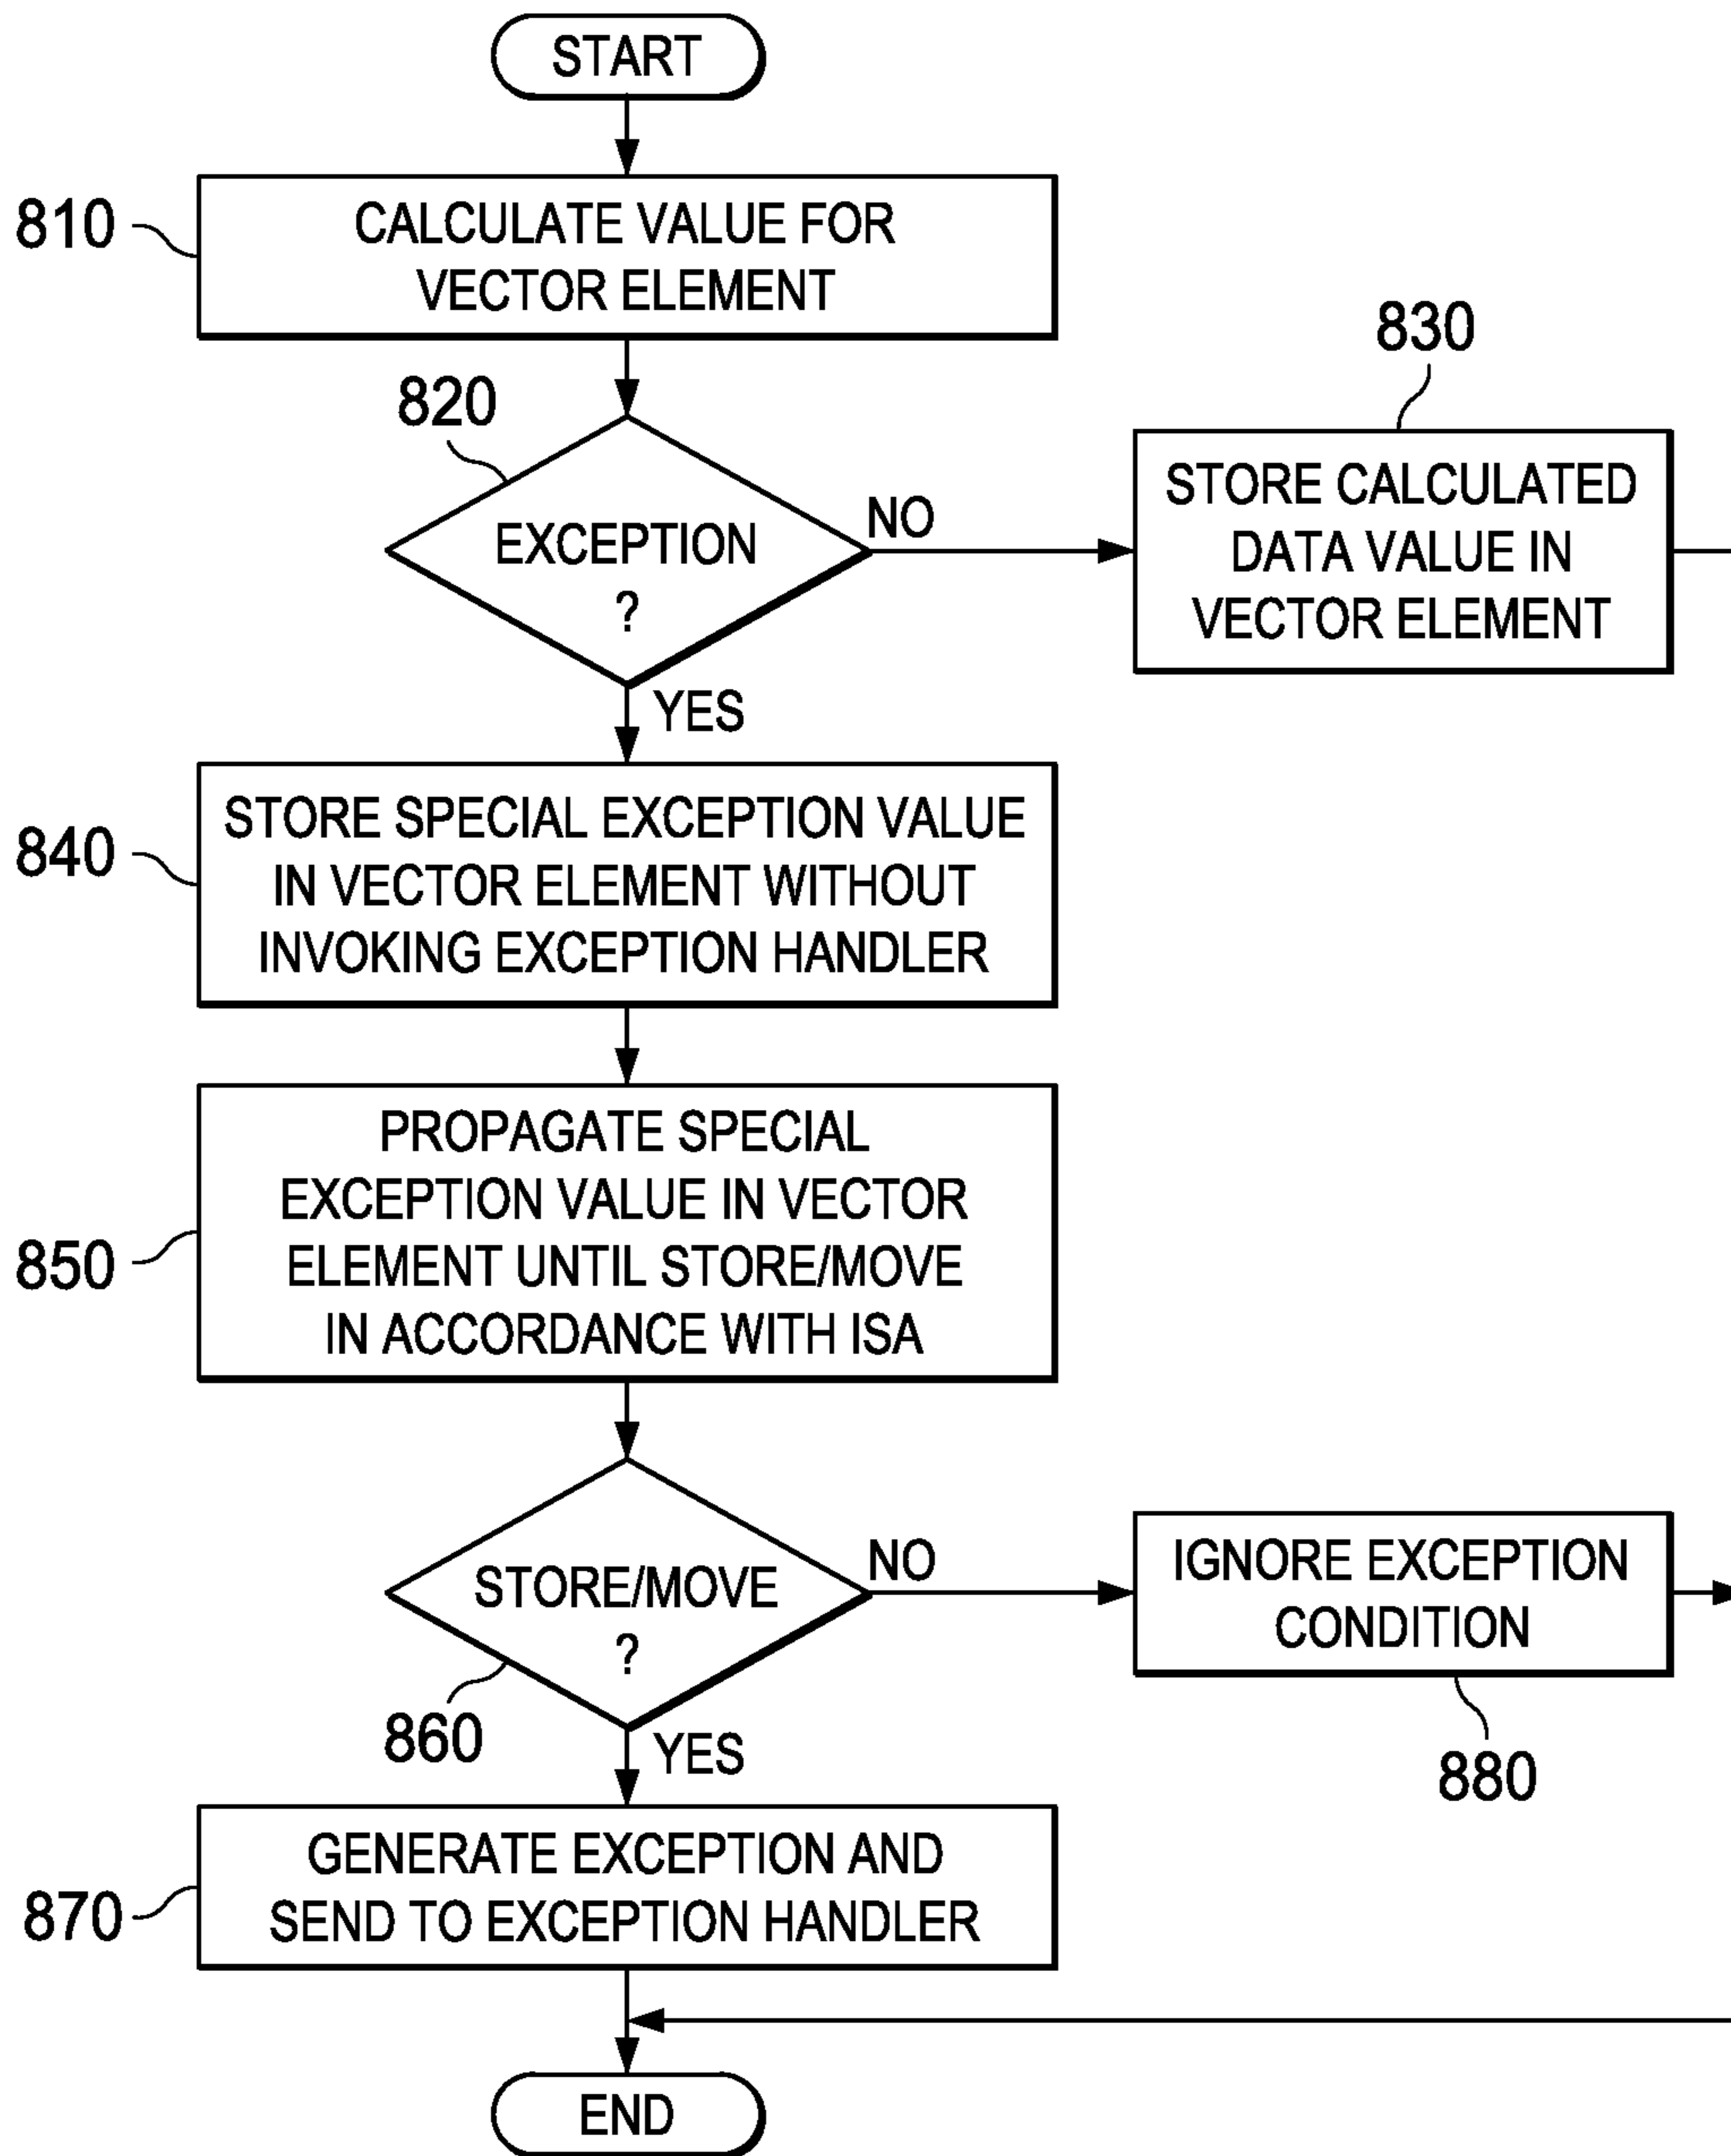 START
810
CALCULATE VALUE FOR
VECTOR ELEMENT
820
EXCEPTION
?
NO
830
STORE CALCULATED
DATA VALUE IN
VECTOR ELEMENT
YES
840
STORE SPECIAL EXCEPTION VALUE
IN VECTOR ELEMENT WITHOUT
INVOKING EXCEPTION HANDLER
850
PROPAGATE SPECIAL
EXCEPTION VALUE IN VECTOR
ELEMENT UNTIL STORE/MOVE
IN ACCORDANCE WITH ISA
STORE/MOVE
?
860
NO
IGNORE EXCEPTION
CONDITION
880
YES
870
GENERATE EXCEPTION AND
SEND TO EXCEPTION HANDLER
END